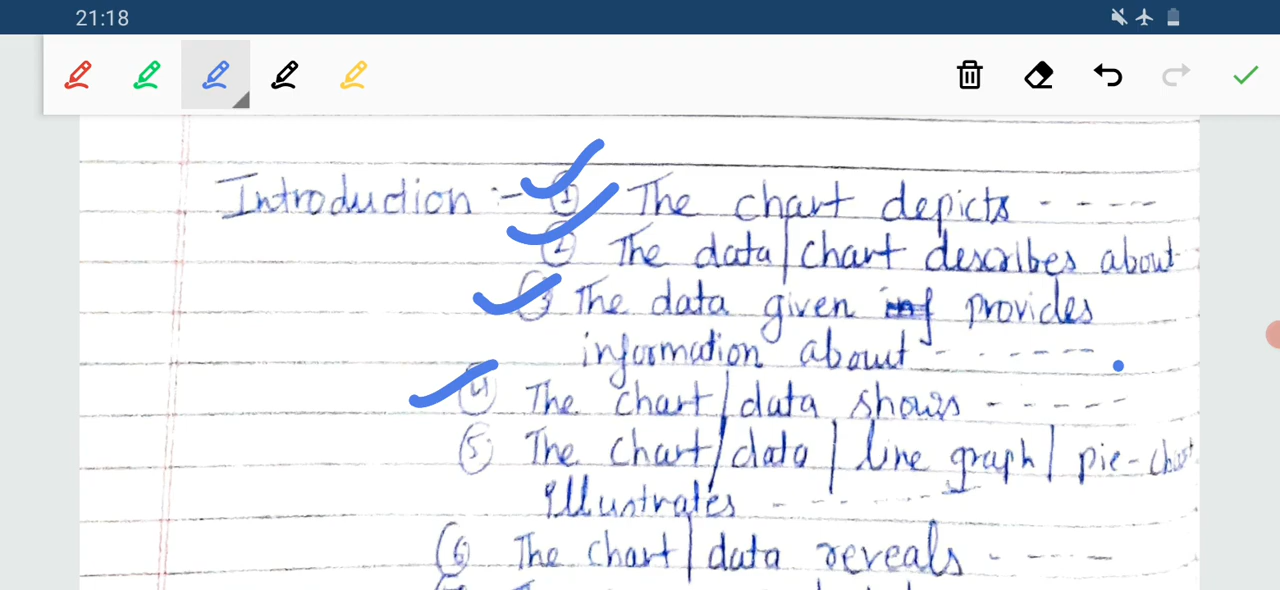 21:18
Introduction :- ① The chart depicts - - - -
② The data/chart describes about
③ The data given provides
information about - - - - - -
④ The chart/data shows - - - - - -
⑤ The chart/data/line graph/pie-chart
illustrates - - - - - -
⑥ The chart/data reveals - - - - -